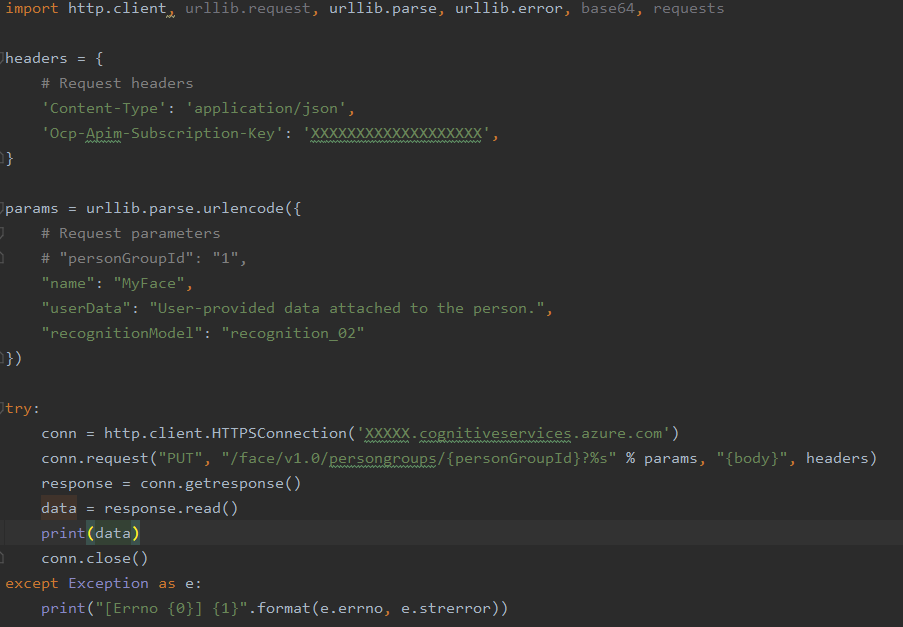 import http.client, urllib.request, urllib.parse, urllib.error, base64, requests
headers = {
# Request headers
'Content-Type': 'application/json',
'Ocp-Apim-Subscription-Key': 'XXXXXXXXXXXXXXXXXXX',
}
params = urllib.parse.urlencode({
# Request parameters
# "personGroupId": "1",
"name": "MyFace",
"userData": "User-provided data attached to the person.",
"recognitionModel": "recognition_02"
})
try:
conn = http.client.HTTPSConnection('XXXXX.cognitiveservices.azure.com')
conn.request("PUT", "/face/v1.0/persongroups/{personGroupId}?%s" % params, "{body}", headers)
response = conn.getresponse()
data = response.read()
print(data)
conn.close()
except Exception as e:
print("[Errno {0}] {1}".format(e.errno, e.strerror))